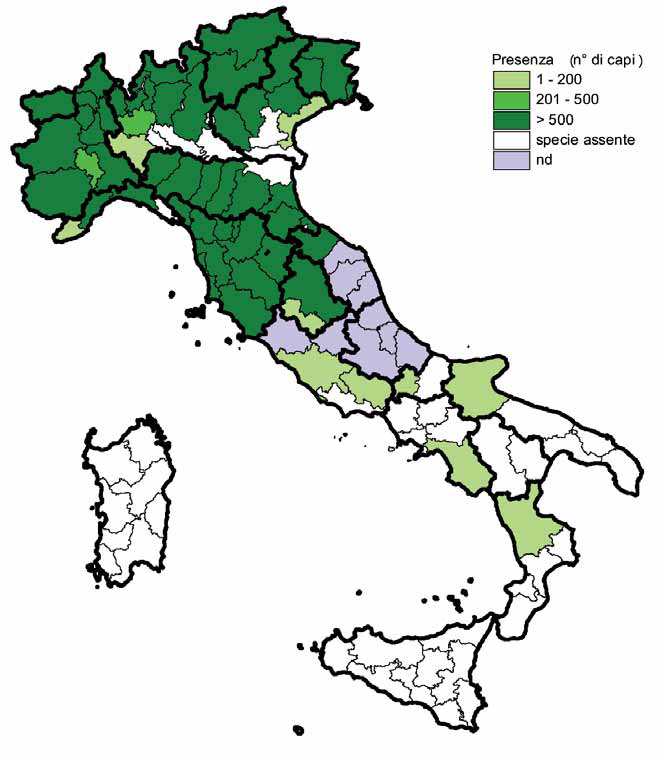 Presenza (n° di capi )
1 - 200
201 - 500
> 500
specie assente
nd